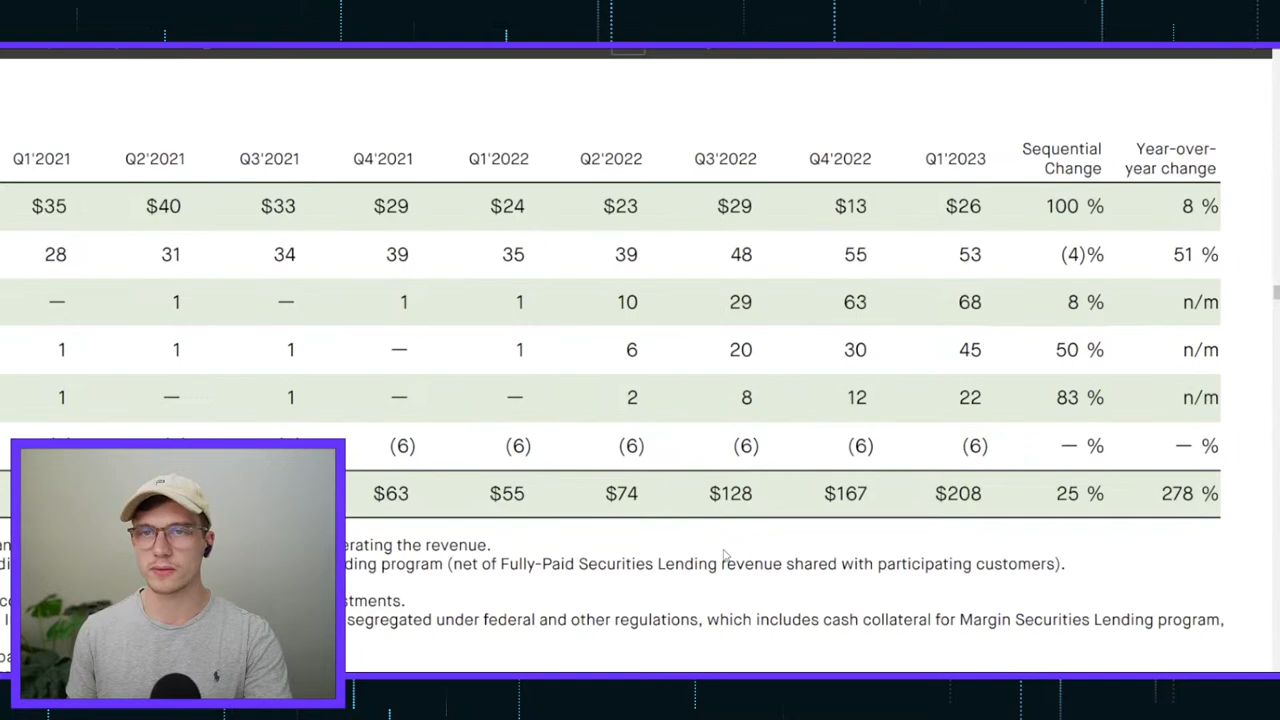 Q1'2021 Q2'2021 Q3'2021 Q4'2021 Q1'2022 Q2'2022 Q3'2022 Q4'2022 Q1'2023 Sequential Change Year-over-year change
$35 $40 $33 $29 $24 $23 $29 $13 $26 100 % 8 %
28 31 34 39 35 39 48 55 53 (4)% 51 %
— 1 — 1 1 10 29 63 68 8 % n/m
1 1 1 — 1 6 20 30 45 50 % n/m
1 — 1 — — 2 8 12 22 83 % n/m
(6) (6) (6) (6) (6) (6) — % — %
$63 $55 $74 $128 $167 $208 25 % 278 %
erating the revenue.
ding program (net of Fully-Paid Securities Lending revenue shared with participating customers).
stments.
segregated under federal and other regulations, which includes cash collateral for Margin Securities Lending program,